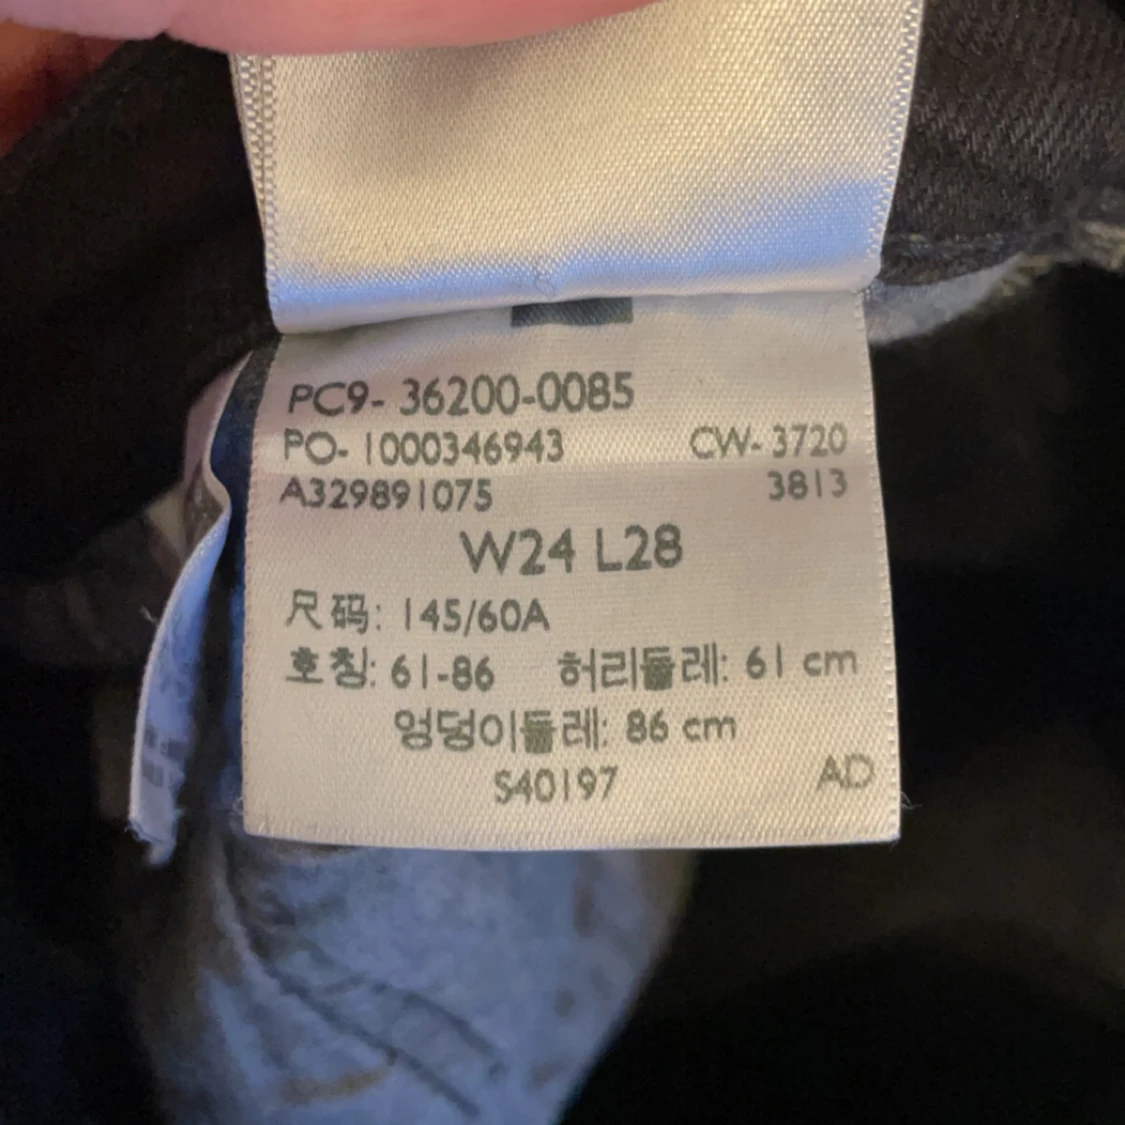 PC9- 36200-0085
PO- 1000346943 CW- 3720
A329891075 3813
W24 L28
尺码: 145/60A
호칭: 61-86 허리둘레: 61 cm
엉덩이둘레: 86 cm
S40197 AD